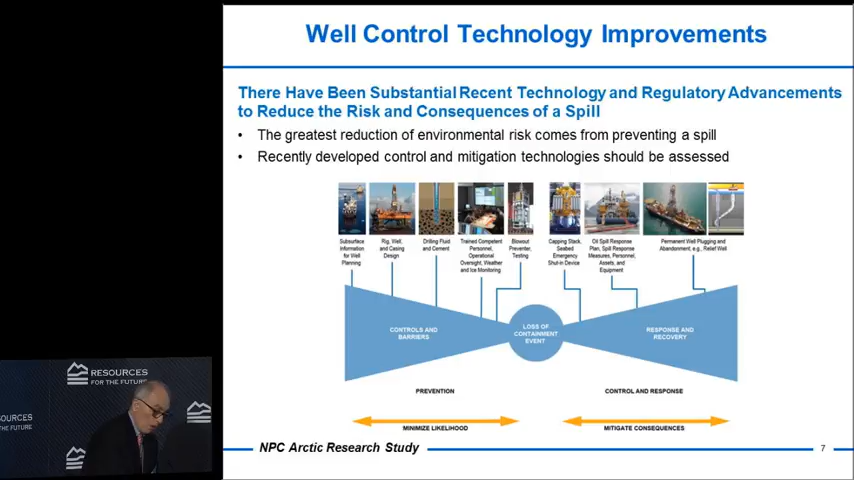 Well Control Technology Improvements
There Have Been Substantial Recent Technology and Regulatory Advancements
to Reduce the Risk and Consequences of a Spill
• The greatest reduction of environmental risk comes from preventing a spill
• Recently developed control and mitigation technologies should be assessed
Subsurface
Information
for Well
Planning
Rig, Well,
and Casing
Design
Drilling Fluid
and Cement
Trained Competent
Personnel,
Operational
Oversight, Weather
and Ice Monitoring
Blowout
Preventer,
Testing
Capping Stack,
Seabed
Emergency
Shut-in Device
Oil Spill Response
Plan, Spill Response
Measures, Personnel,
Assets, and
Equipment
Permanent Well Plugging and
Abandonment, e.g., Relief Well
CONTROLS AND
BARRIERS
LOSS OF
CONTAINMENT
EVENT
RESPONSE AND
RECOVERY
PREVENTION
CONTROL AND RESPONSE
MINIMIZE LIKELIHOOD
MITIGATE CONSEQUENCES
NPC Arctic Research Study
7
RESOURCES
FOR THE FUTURE
SOURCES
THE FUTURE